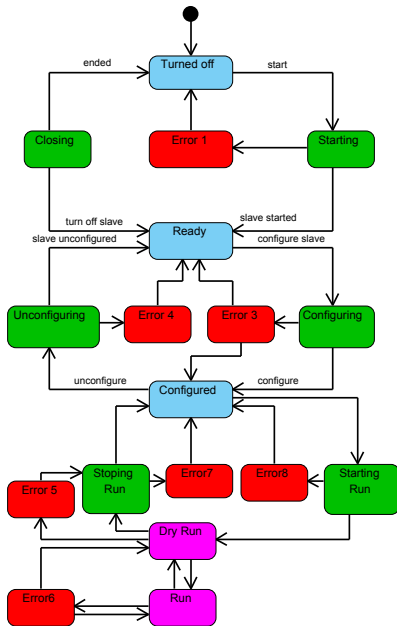 ended
Turned off
start
Closing
Error 1
Starting
turn off slave
slave started
slave unconfigured
Ready
configure slave
Unconfiguring
Error 4
Error 3
Configuring
unconfigure
Configured
configure
Error 5
Stoping
Run
Error7
Error8
Starting
Run
Dry Run
Error6
Run